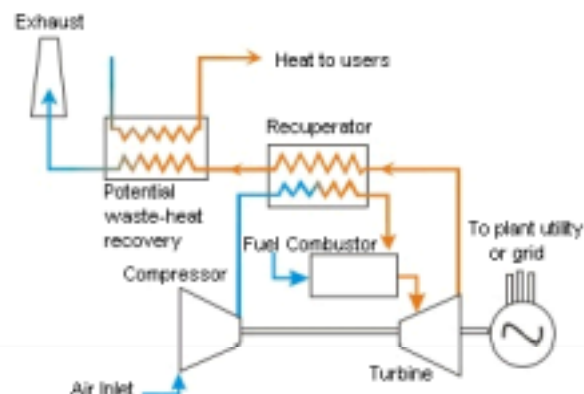 Exhaust
Heat to users
Recuperator
Potential
waste-heat
recovery
To plant utility
or grid
Fuel Combustor
Compressor
Turbine
Air Inlet